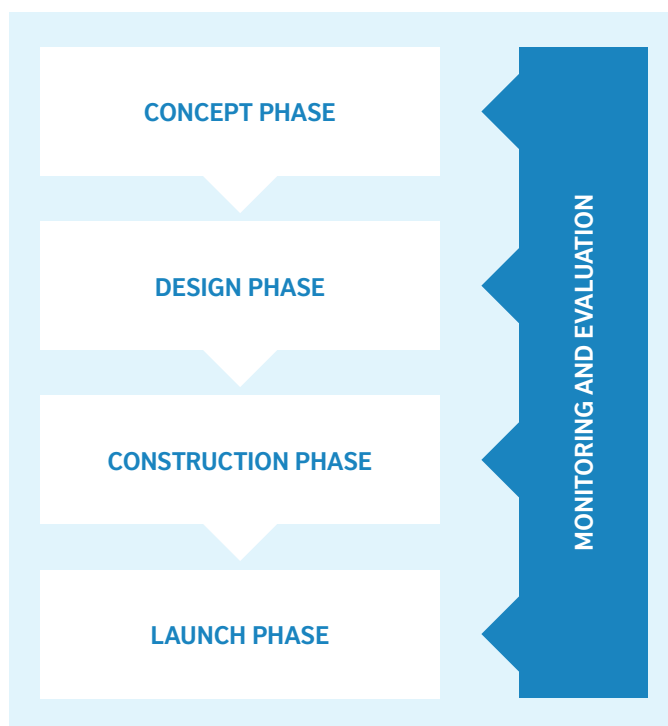 CONCEPT PHASE
DESIGN PHASE
CONSTRUCTION PHASE
LAUNCH PHASE
MONITORING AND EVALUATION